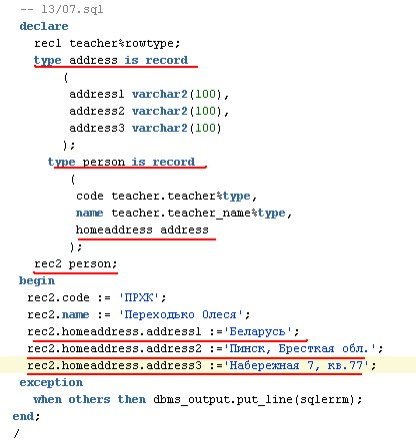 -- 13/07.sql
declare
rec1 teacher%rowtype;
type address is record
(
address1 varchar2(100),
address2 varchar2(100),
address3 varchar2(100)
);
type person is record
(
code teacher.teacher%type,
name teacher.teacher_name%type,
homeaddress address
);
rec2 person;
begin
rec2.code := 'ПРХК';
rec2.name := 'Переходько Олеся';
rec2.homeaddress.address1 :='Беларусь';
rec2.homeaddress.address2 :='Пинск, Бресткая обл.';
rec2.homeaddress.address3 :='Набережная 7, кв.77';
exception
when others then dbms_output.put_line(sqlerrm);
end;
/